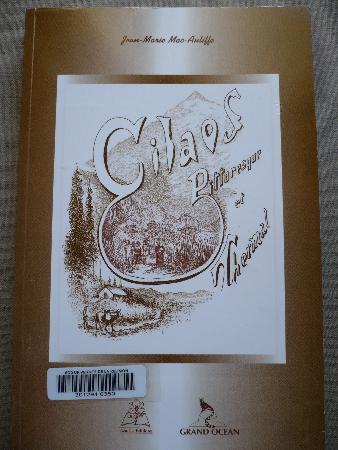 Jean-Marie Mac-Auliffe
Cilaos
Pittoresque
et
Thermal
GRAND OCEAN